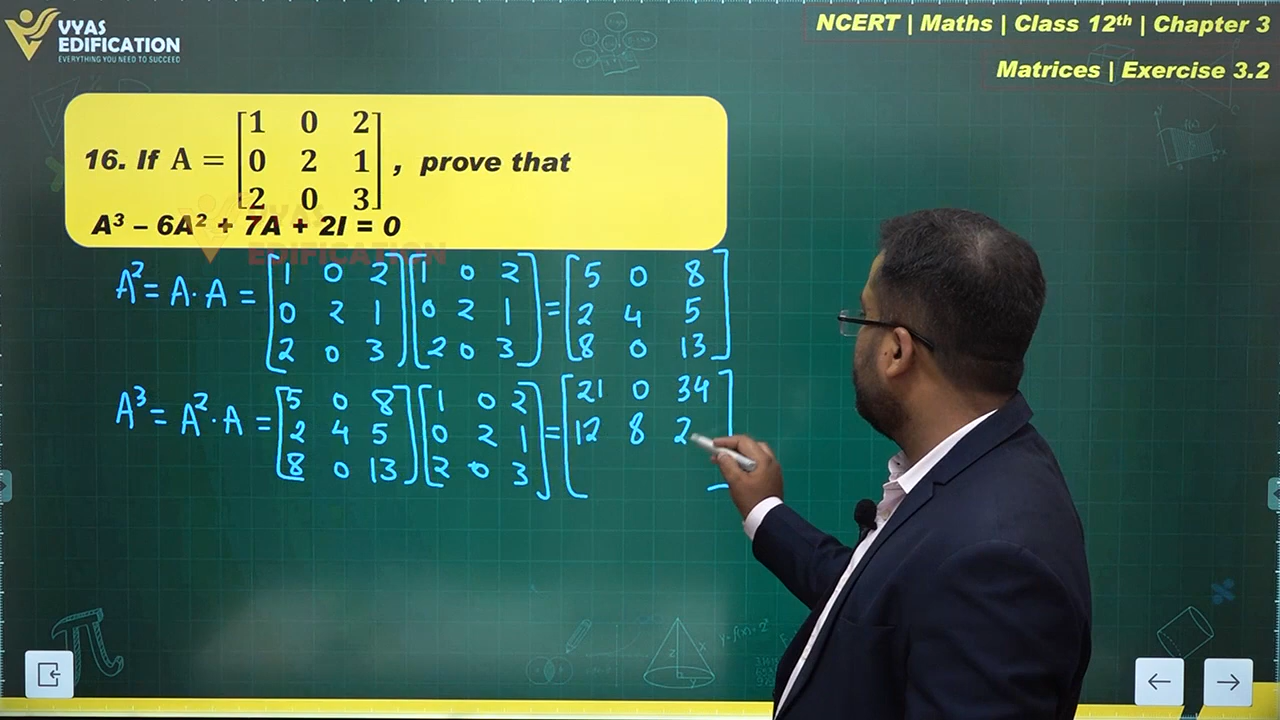 VYAS
EDIFICATION
EVERYTHING YOU NEED TO SUCCEED
NCERT | Maths | Class 12th | Chapter 3
Matrices | Exercise 3.2
16. If A = [1 0 2
0 2 1
2 0 3], prove that
A³ – 6A² + 7A + 2I = 0
A² = A·A = [1 0 2 [1 0 2 = [5 0 8
0 2 1 0 2 1 2 4 5
2 0 3] 2 0 3] 8 0 13]
A³ = A²·A = [5 0 8 [1 0 2 = [21 0 34
2 4 5 0 2 1 12 8 2
8 0 13] 2 0 3] ]